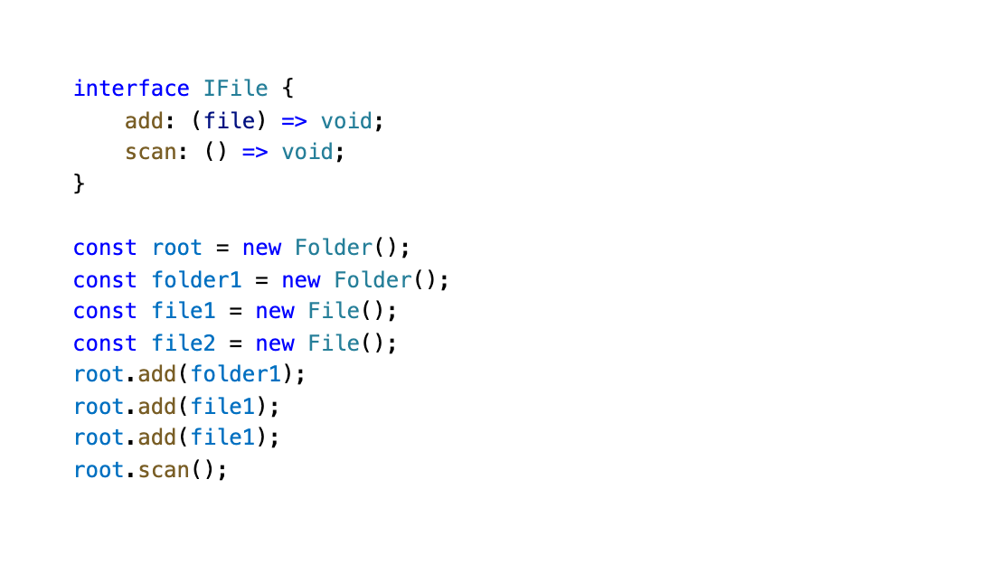 interface IFile {
    add: (file) => void;
    scan: () => void;
}

const root = new Folder();
const folder1 = new Folder();
const file1 = new File();
const file2 = new File();
root.add(folder1);
root.add(file1);
root.add(file1);
root.scan();